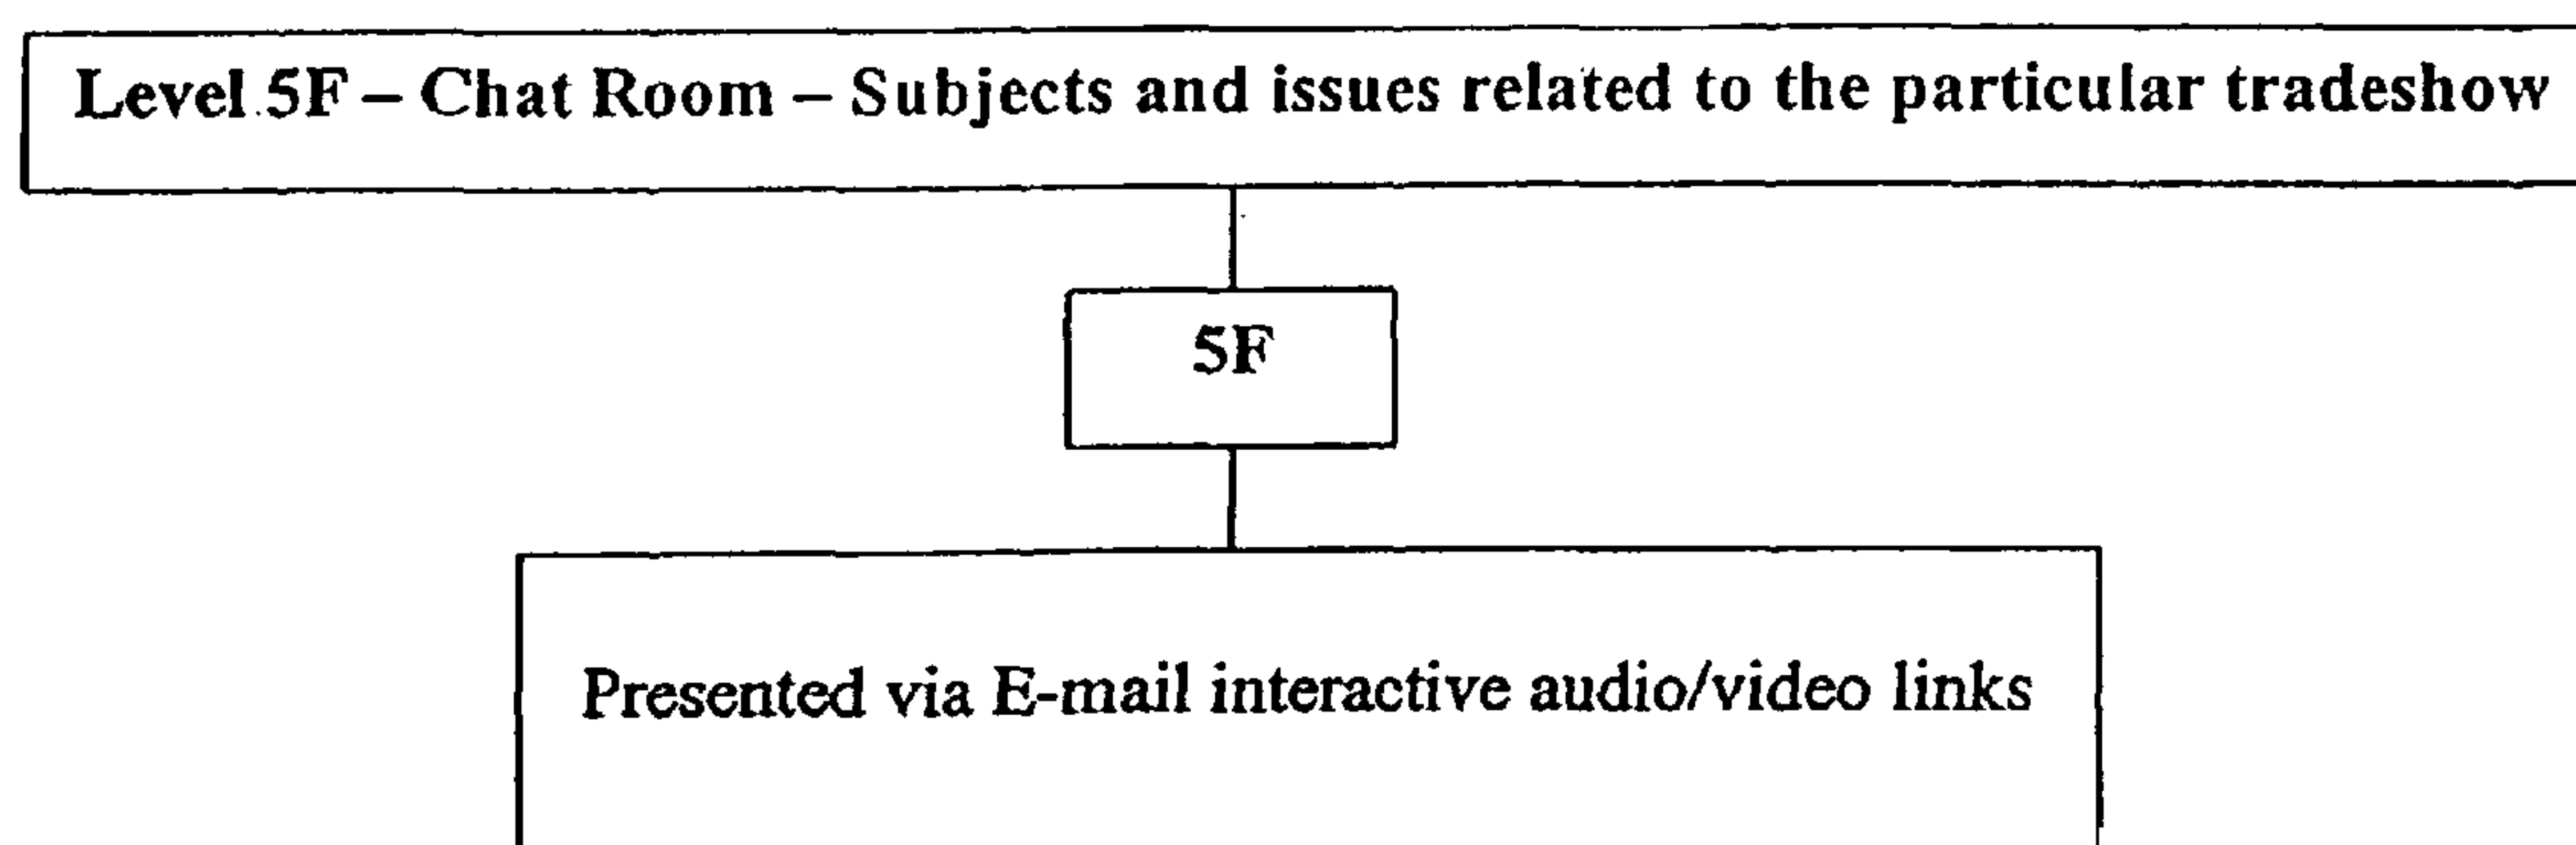 Level 5F – Chat Room – Subjects and issues related to the particular tradeshow
5F
Presented via E-mail interactive audio/video links